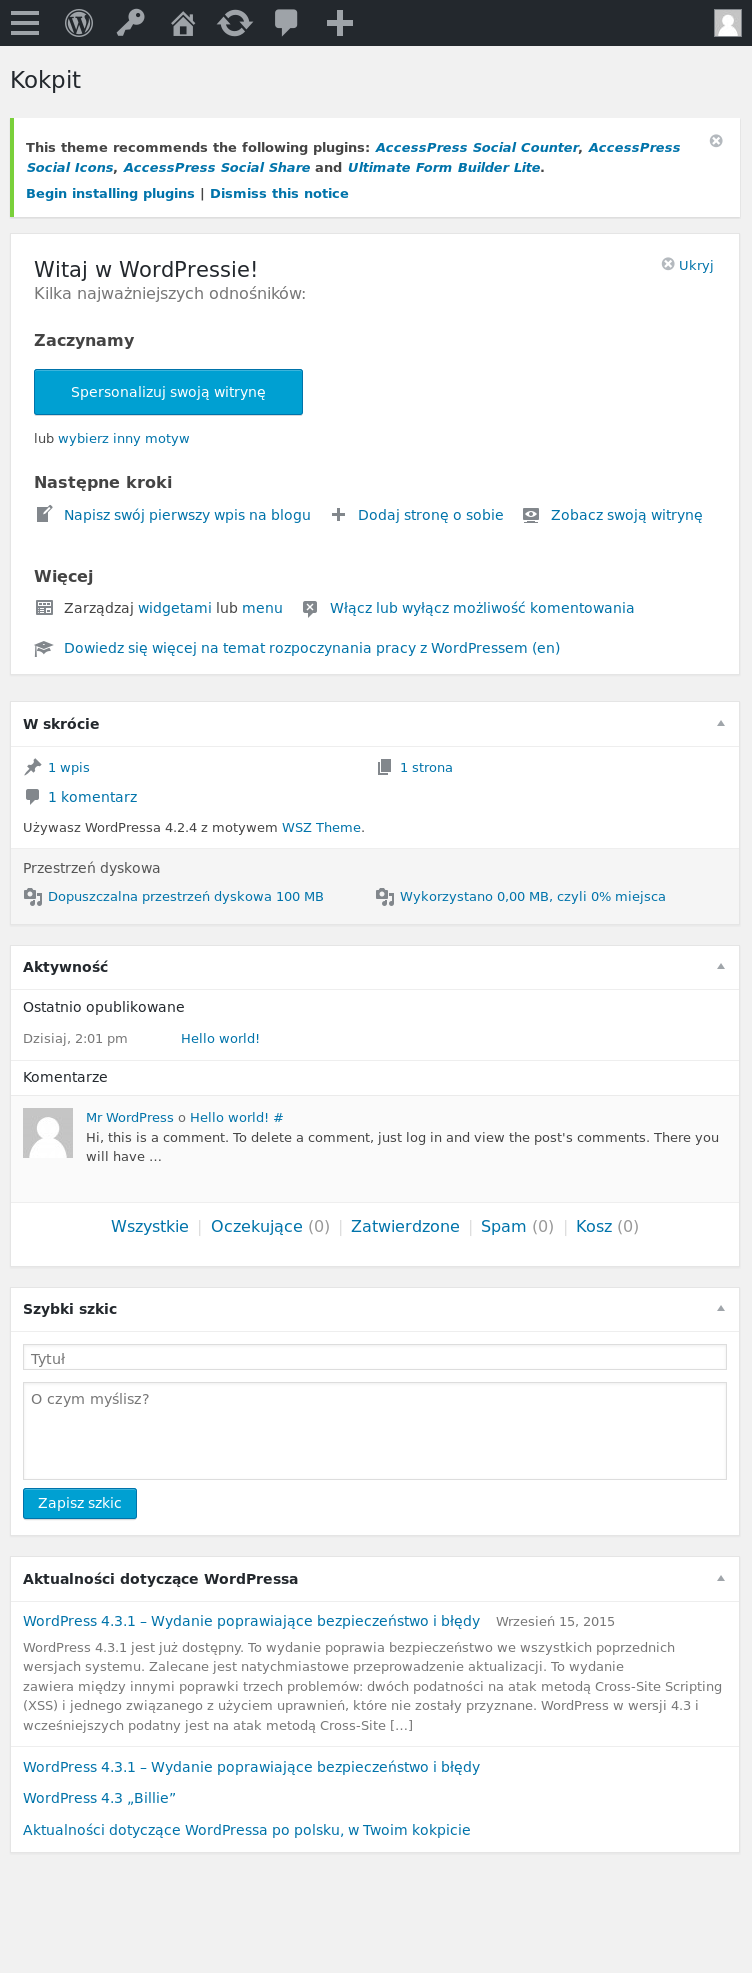 Kokpit
This theme recommends the following plugins: AccessPress Social Counter, AccessPress
Social Icons, AccessPress Social Share and Ultimate Form Builder Lite.
Begin installing plugins | Dismiss this notice
Witaj w WordPressie!
Ukryj
Kilka najważniejszych odnośników:
Zaczynamy
Spersonalizuj swoją witrynę
lub wybierz inny motyw
Następne kroki
Napisz swój pierwszy wpis na blogu Dodaj stronę o sobie Zobacz swoją witrynę
Więcej
Zarządzaj widgetami lub menu Włącz lub wyłącz możliwość komentowania
Dowiedz się więcej na temat rozpoczynania pracy z WordPressem (en)
W skrócie
1 wpis 1 strona
1 komentarz
Używasz WordPressa 4.2.4 z motywem WSZ Theme.
Przestrzeń dyskowa
Dopuszczalna przestrzeń dyskowa 100 MB Wykorzystano 0,00 MB, czyli 0% miejsca
Aktywność
Ostatnio opublikowane
Dzisiaj, 2:01 pm Hello world!
Komentarze
Mr WordPress o Hello world! #
Hi, this is a comment. To delete a comment, just log in and view the post's comments. There you
will have …
Wszystkie | Oczekujące (0) | Zatwierdzone | Spam (0) | Kosz (0)
Szybki szkic
Tytuł
O czym myślisz?
Zapisz szkic
Aktualności dotyczące WordPressa
WordPress 4.3.1 – Wydanie poprawiające bezpieczeństwo i błędy Wrzesień 15, 2015
WordPress 4.3.1 jest już dostępny. To wydanie poprawia bezpieczeństwo we wszystkich poprzednich
wersjach systemu. Zalecane jest natychmiastowe przeprowadzenie aktualizacji. To wydanie
zawiera między innymi poprawki trzech problemów: dwóch podatności na atak metodą Cross-Site Scripting
(XSS) i jednego związanego z użyciem uprawnień, które nie zostały przyznane. WordPress w wersji 4.3 i
wcześniejszych podatny jest na atak metodą Cross-Site […]
WordPress 4.3.1 – Wydanie poprawiające bezpieczeństwo i błędy
WordPress 4.3 „Billie”
Aktualności dotyczące WordPressa po polsku, w Twoim kokpicie